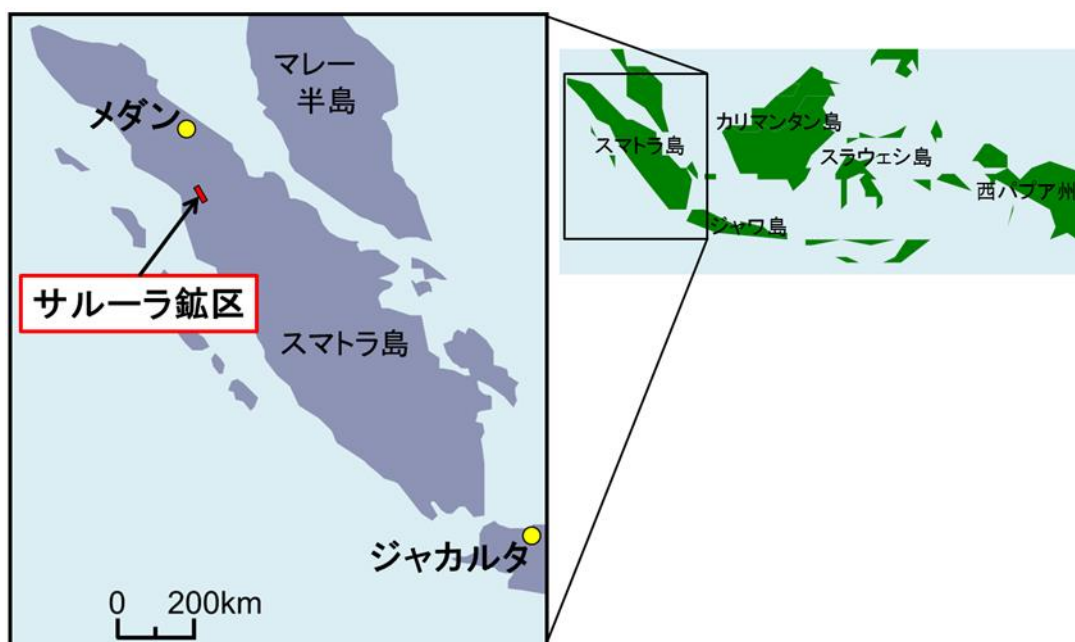 マレー
半島
メダン
サルーラ鉱区
スマトラ島
ジャカルタ
0 200km
カリマンタン島
スマトラ島
スラウェシ島
西パプア州
ジャワ島